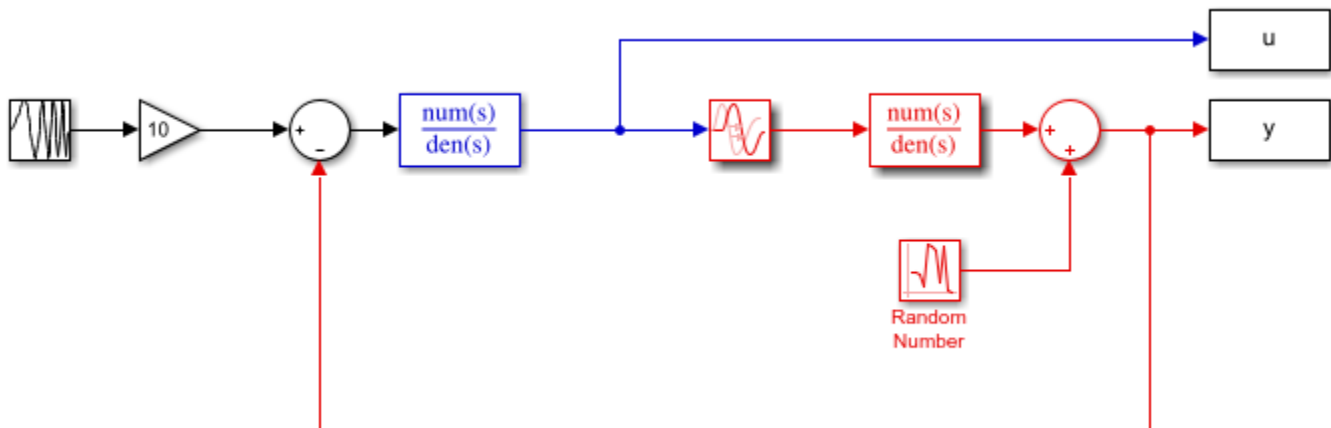 u
10
+
-
num(s)
den(s)
num(s)
den(s)
+
+
y
Random
Number